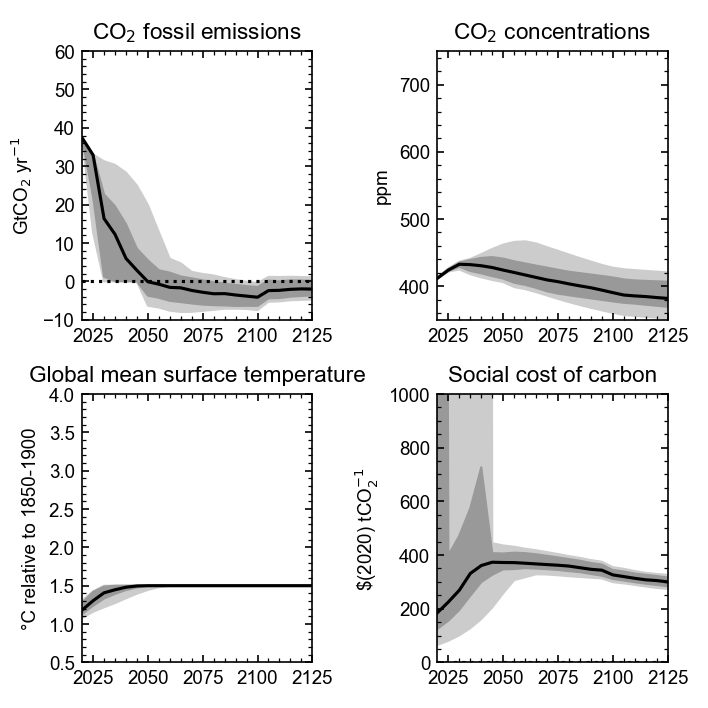 CO₂ fossil emissions
GtCO₂ yr⁻¹
60
50
40
30
20
10
0
−10
2025 2050 2075 2100 2125
CO₂ concentrations
ppm
700
600
500
400
2025 2050 2075 2100 2125
Global mean surface temperature
°C relative to 1850-1900
4.0
3.5
3.0
2.5
2.0
1.5
1.0
0.5
2025 2050 2075 2100 2125
Social cost of carbon
$(2020) tCO₂⁻¹
1000
800
600
400
200
0
2025 2050 2075 2100 2125